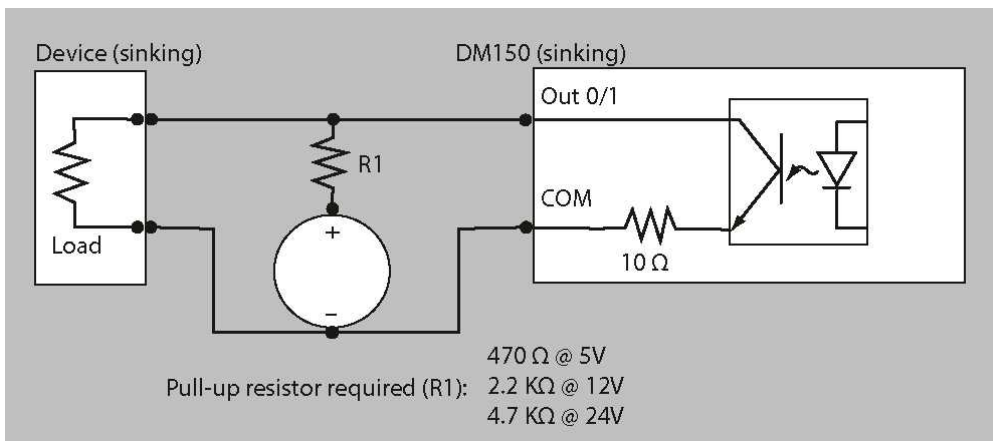 Device (sinking)
DM150 (sinking)
Out 0/1
R1
COM
+
Load
10 Ω
−
470 Ω @ 5V
Pull-up resistor required (R1): 2.2 KΩ @ 12V
4.7 KΩ @ 24V